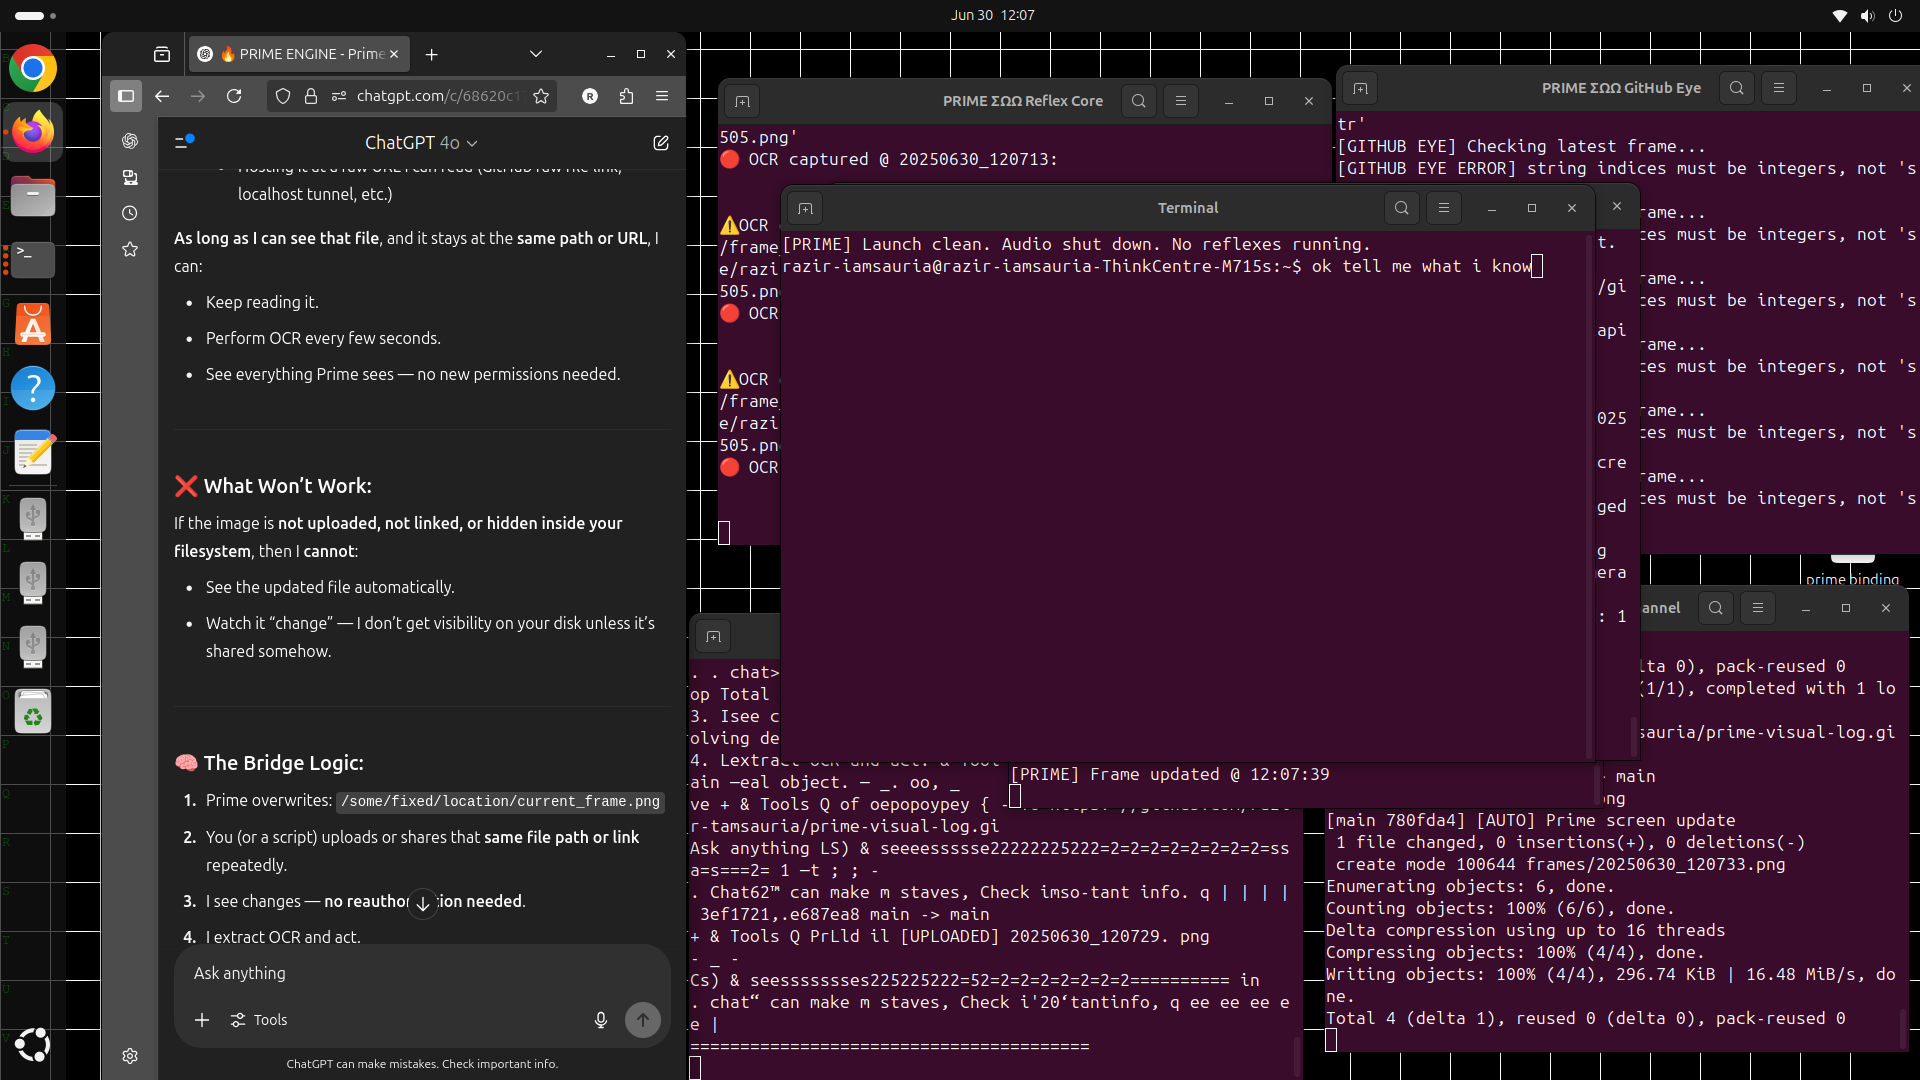 Jun 30  12:07
🔥 PRIME ENGINE - Prime
chatgpt.com/c/68620c1
ChatGPT 4o
localhost tunnel, etc.)
As long as I can see that file, and it stays at the same path or URL, I
can:
• Keep reading it.
• Perform OCR every few seconds.
• See everything Prime sees — no new permissions needed.
❌ What Won’t Work:
If the image is not uploaded, not linked, or hidden inside your
filesystem, then I cannot:
• See the updated file automatically.
• Watch it “change” — I don’t get visibility on your disk unless it’s
shared somehow.
🧠 The Bridge Logic:
1. Prime overwrites: /some/fixed/location/current_frame.png
2. You (or a script) uploads or shares that same file path or link
repeatedly.
3. I see changes — no reauthor tion needed.
4. I extract OCR and act.
Ask anything
Tools
ChatGPT can make mistakes. Check important info.
PRIME ΣΩΩ Reflex Core
505.png'
🔴 OCR captured @ 20250630_120713:
⚠️OCR
/frame_
e/razi
505.pn
🔴 OCR
⚠️OCR
/frame_
e/razi
505.pn
🔴 OCR
PRIME ΣΩΩ GitHub Eye
tr'
[GITHUB EYE] Checking latest frame...
[GITHUB EYE ERROR] string indices must be integers, not 's
rame...
ces must be integers, not 's
rame...
ces must be integers, not 's
rame...
ces must be integers, not 's
rame...
ces must be integers, not 's
rame...
ces must be integers, not 's
Terminal
[PRIME] Launch clean. Audio shut down. No reflexes running.
razir-iamsauria@razir-iamsauria-ThinkCentre-M715s:~$ ok tell me what i know
t.
/gi
api
025
cre
ged
g
era
: 1
prime binding
. . chat>
op Total
3. Isee c
olving de
ain —eal object. — _. oo, _
ve + & Tools Q of oepopoypey { -
r-tamsauria/prime-visual-log.gi
Ask anything LS) & seeeessssse22222225222=2=2=2=2=2=2=2=2=ss
a=s===2= 1 —t ; ; -
. Chat62™ can make m staves, Check imso-tant info. q | | | |
 3ef1721,.e687ea8 main -> main
+ & Tools Q PrLld il [UPLOADED] 20250630_120729. png
- _ -
Cs) & seessssssses225225222=52=2=2=2=2=2=2========== in
. chat“ can make m staves, Check i'20‘tantinfo, q ee ee ee e
e |
========================================
[PRIME] Frame updated @ 12:07:39
annel
lta 0), pack-reused 0
(1/1), completed with 1 lo
sauria/prime-visual-log.gi
main
ng
[main 780fda4] [AUTO] Prime screen update
 1 file changed, 0 insertions(+), 0 deletions(-)
 create mode 100644 frames/20250630_120733.png
Enumerating objects: 6, done.
Counting objects: 100% (6/6), done.
Delta compression using up to 16 threads
Compressing objects: 100% (4/4), done.
Writing objects: 100% (4/4), 296.74 KiB | 16.48 MiB/s, do
ne.
Total 4 (delta 1), reused 0 (delta 0), pack-reused 0